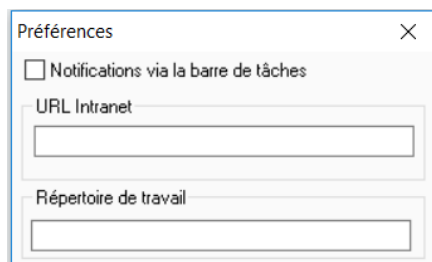 Préférences
Notifications via la barre de tâches
URL Intranet
Répertoire de travail